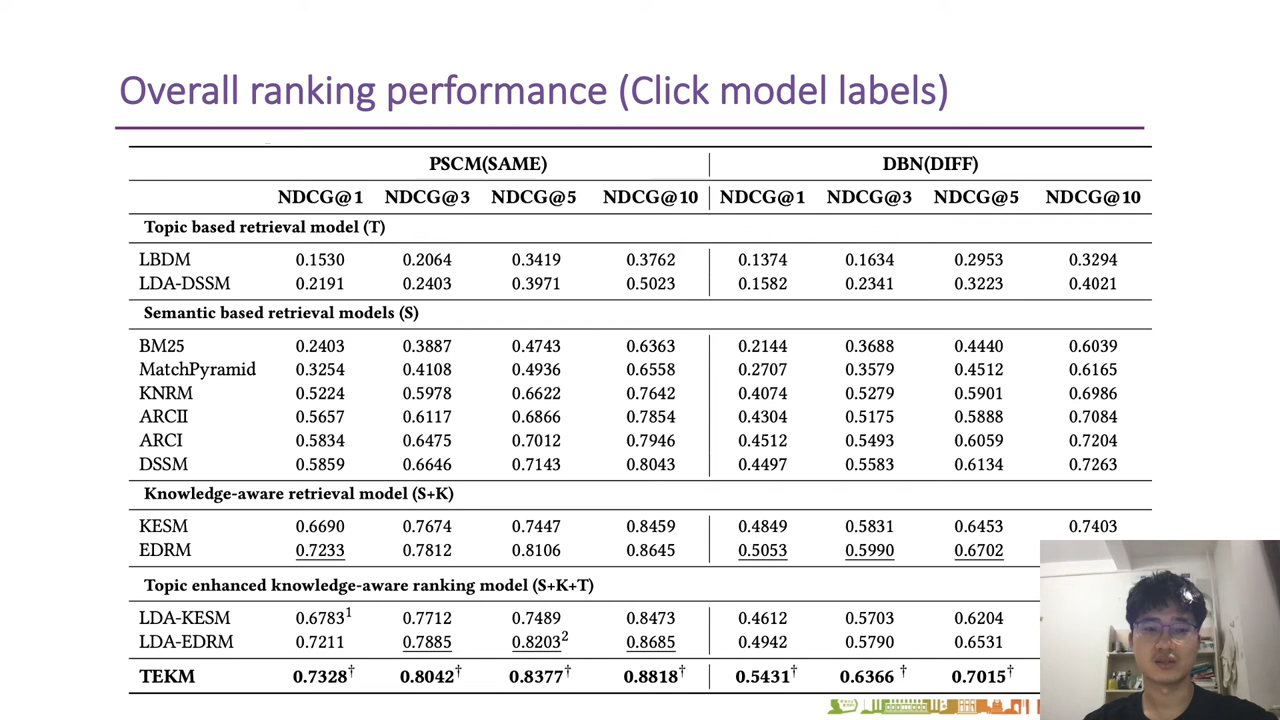 Overall ranking performance (Click model labels)
PSCM(SAME) DBN(DIFF)
NDCG@1 NDCG@3 NDCG@5 NDCG@10 NDCG@1 NDCG@3 NDCG@5 NDCG@10
Topic based retrieval model (T)
LBDM 0.1530 0.2064 0.3419 0.3762 0.1374 0.1634 0.2953 0.3294
LDA-DSSM 0.2191 0.2403 0.3971 0.5023 0.1582 0.2341 0.3223 0.4021
Semantic based retrieval models (S)
BM25 0.2403 0.3887 0.4743 0.6363 0.2144 0.3688 0.4440 0.6039
MatchPyramid 0.3254 0.4108 0.4936 0.6558 0.2707 0.3579 0.4512 0.6165
KNRM 0.5224 0.5978 0.6622 0.7642 0.4074 0.5279 0.5901 0.6986
ARCII 0.5657 0.6117 0.6866 0.7854 0.4304 0.5175 0.5888 0.7084
ARCI 0.5834 0.6475 0.7012 0.7946 0.4512 0.5493 0.6059 0.7204
DSSM 0.5859 0.6646 0.7143 0.8043 0.4497 0.5583 0.6134 0.7263
Knowledge-aware retrieval model (S+K)
KESM 0.6690 0.7674 0.7447 0.8459 0.4849 0.5831 0.6453 0.7403
EDRM 0.7233 0.7812 0.8106 0.8645 0.5053 0.5990 0.6702
Topic enhanced knowledge-aware ranking model (S+K+T)
LDA-KESM 0.6783¹ 0.7712 0.7489 0.8473 0.4612 0.5703 0.6204
LDA-EDRM 0.7211 0.7885 0.8203² 0.8685 0.4942 0.5790 0.6531
TEKM 0.7328† 0.8042† 0.8377† 0.8818† 0.5431† 0.6366 † 0.7015†